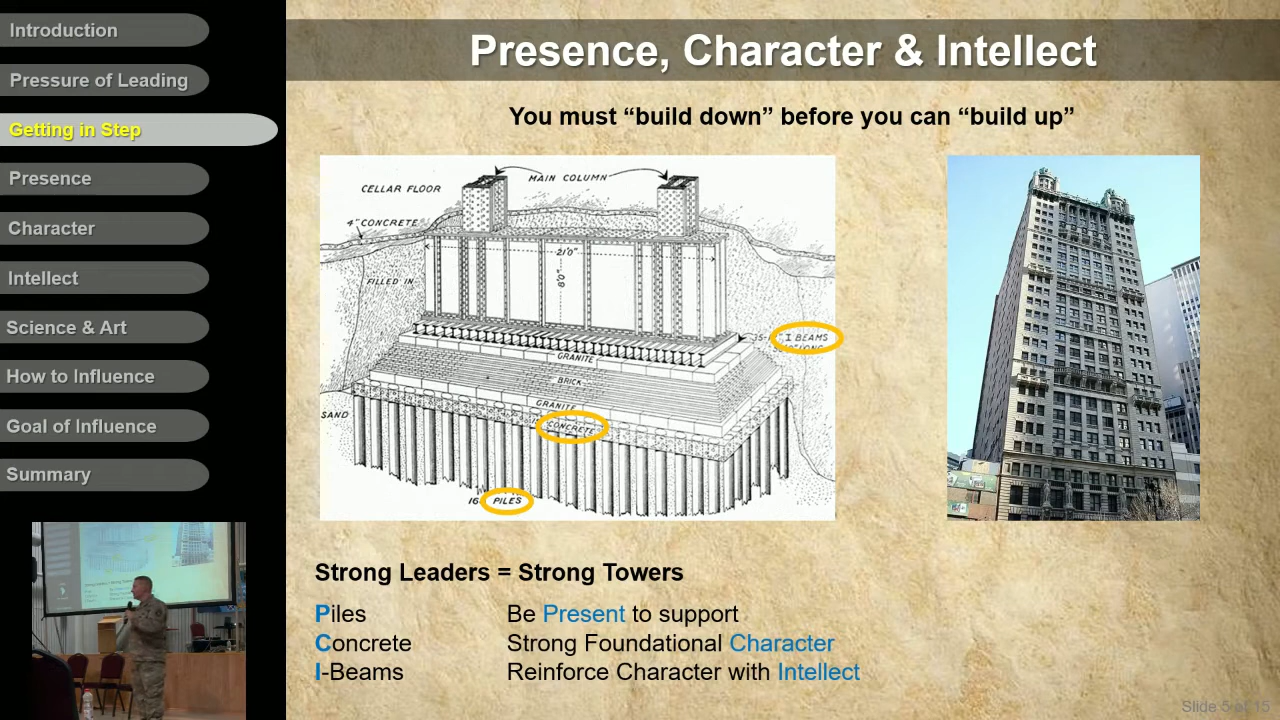 Introduction
Pressure of Leading
Getting in Step
Presence
Character
Intellect
Science & Art
How to Influence
Goal of Influence
Summary
Presence, Character & Intellect
You must “build down” before you can “build up”
MAIN COLUMN
CELLAR FLOOR
4" CONCRETE
21'0"
FILLED IN
I BEAMS
GRANITE
BRICK
GRANITE
SAND
CONCRETE
PILES
Strong Leaders = Strong Towers
Piles Be Present to support
Concrete Strong Foundational Character
I-Beams Reinforce Character with Intellect
Slide 5 of 15